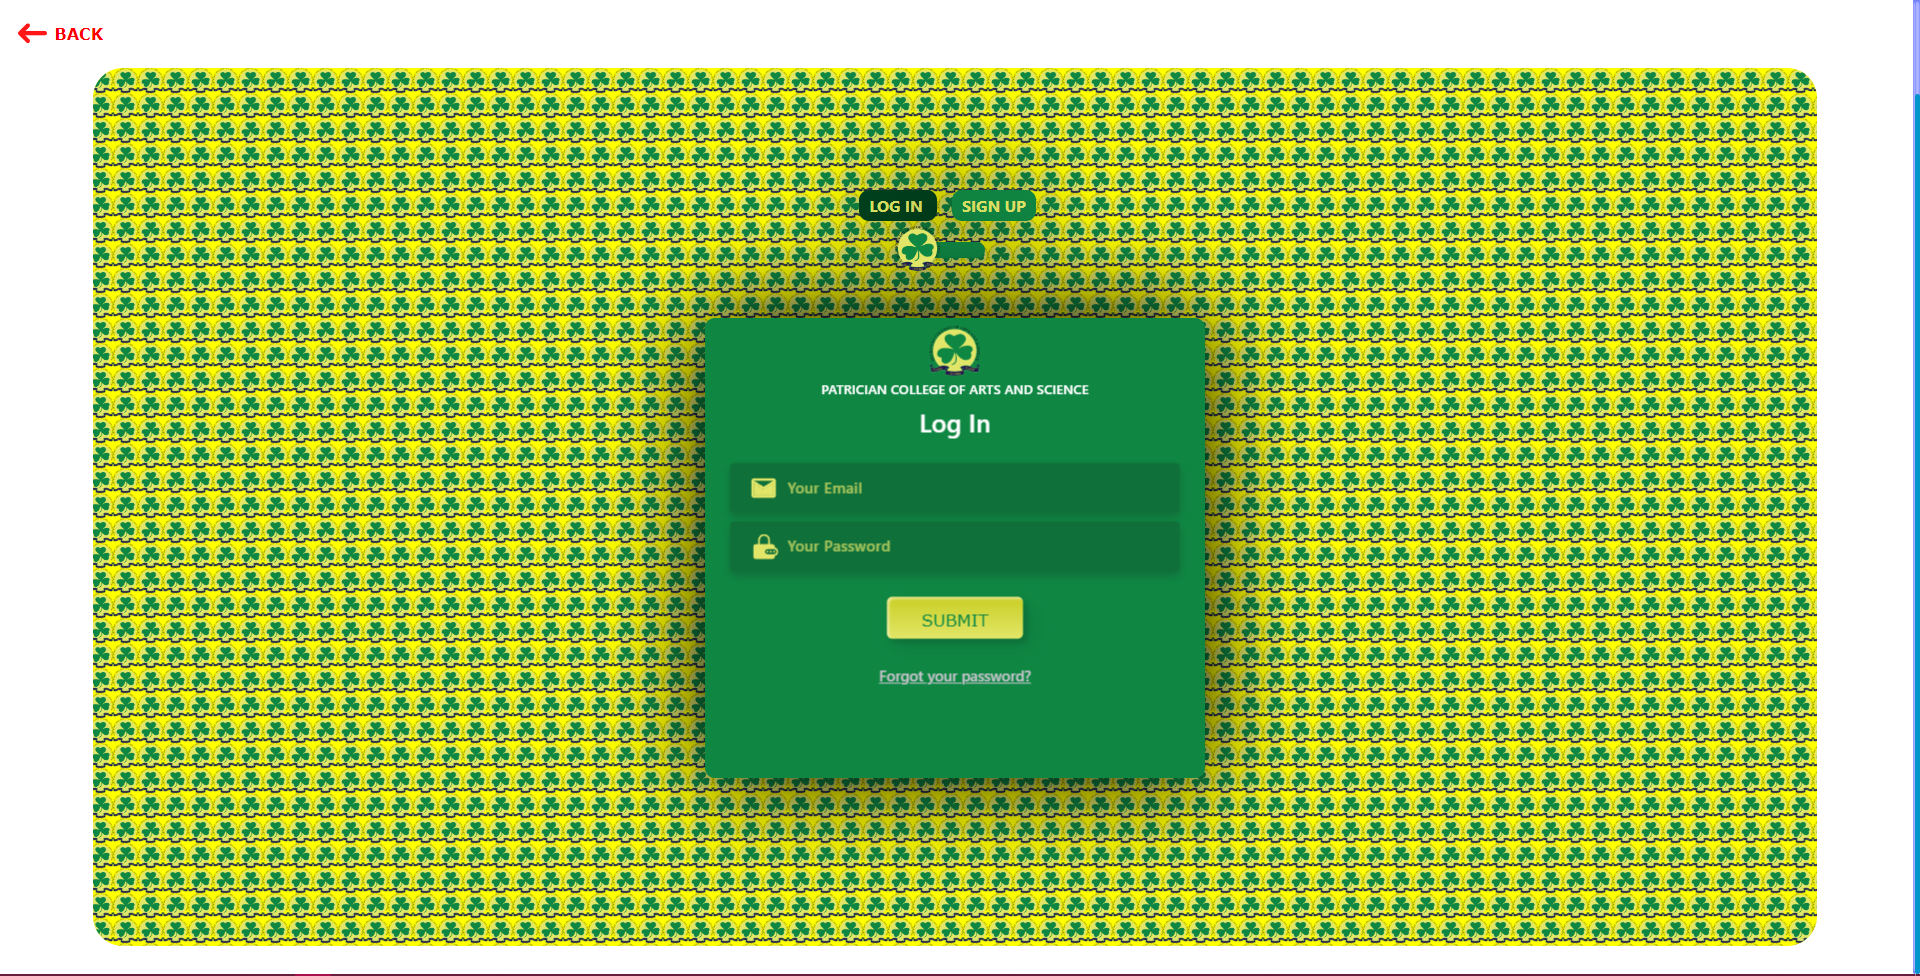 BACK
LOG IN
SIGN UP
PATRICIAN COLLEGE OF ARTS AND SCIENCE
Log In
Your Email
Your Password
SUBMIT
Forgot your password?